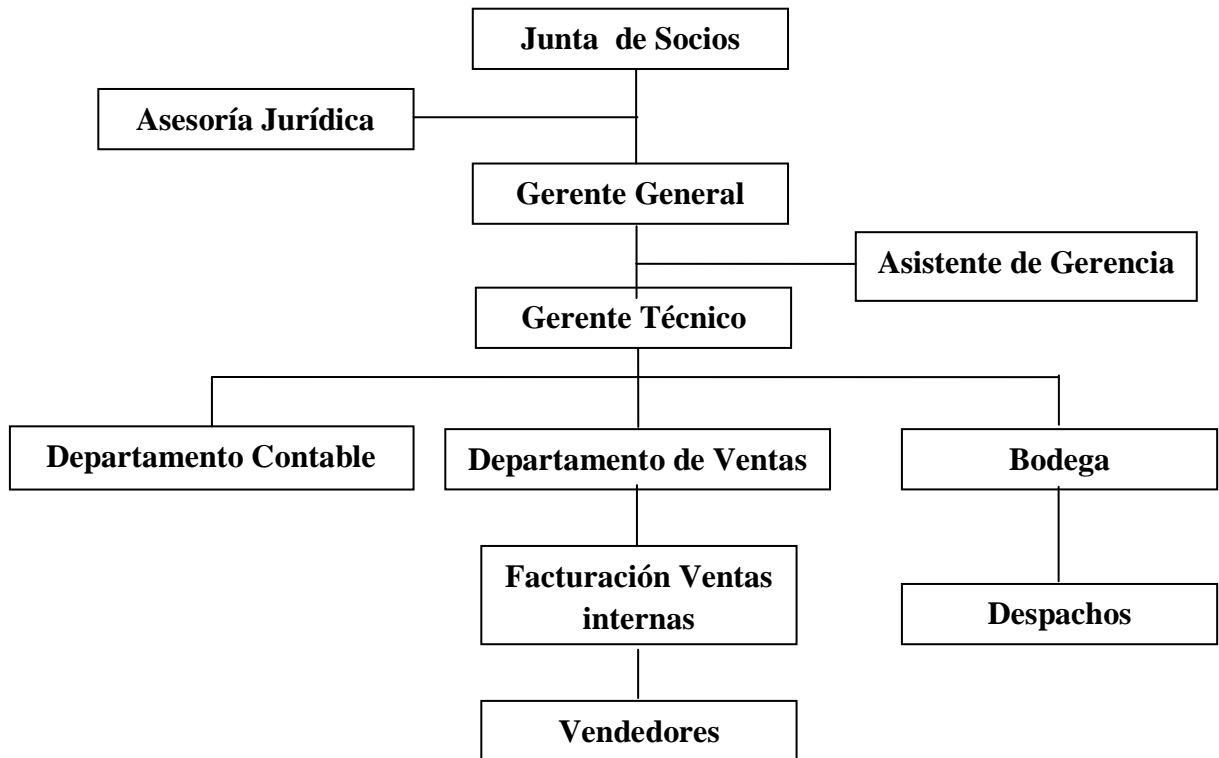 Junta de Socios
Asesoría Jurídica
Gerente General
Asistente de Gerencia
Gerente Técnico
Departamento Contable
Departamento de Ventas
Bodega
Facturación Ventas
internas
Despachos
Vendedores